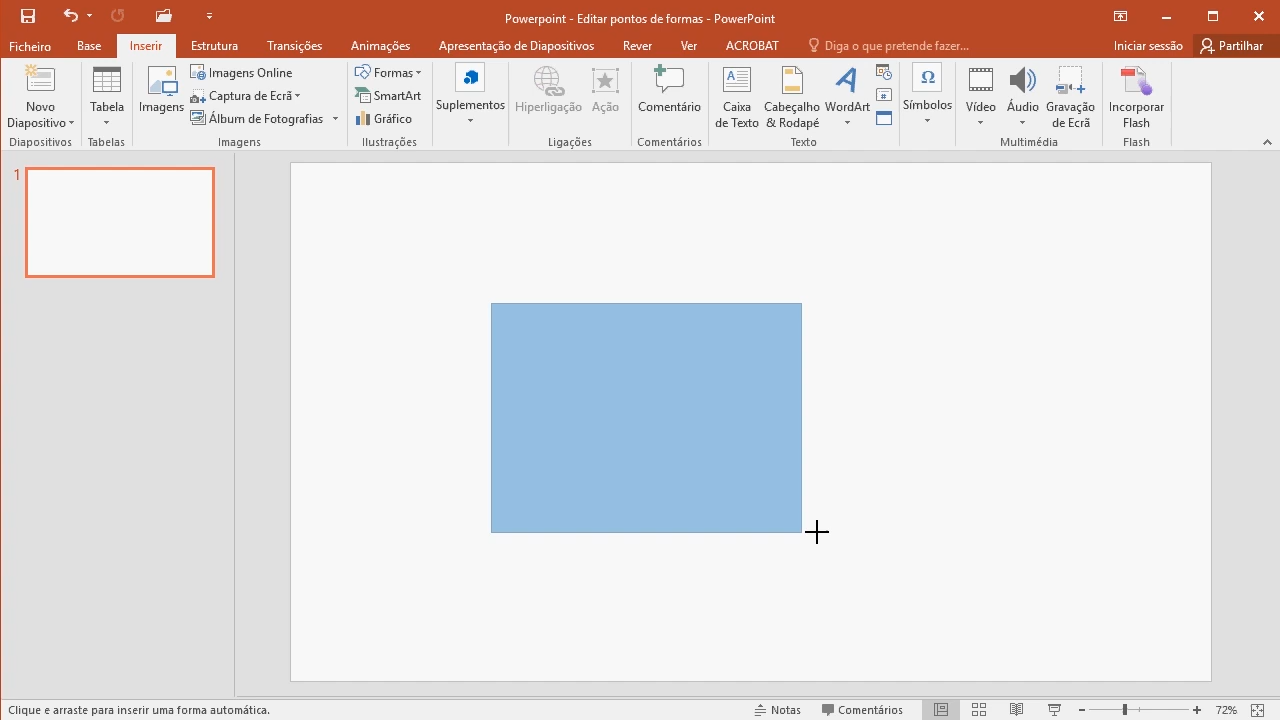 Powerpoint - Editar pontos de formas - PowerPoint
Ficheiro Base Inserir Estrutura Transições Animações Apresentação de Diapositivos Rever Ver ACROBAT Diga o que pretende fazer... Iniciar sessão Partilhar
Novo Diapositivo
Tabela
Imagens
Imagens Online
Captura de Ecrã
Álbum de Fotografias
Formas
SmartArt
Gráfico
Suplementos
Hiperligação
Ação
Comentário
Caixa de Texto
Cabeçalho & Rodapé
WordArt
Ω
Símbolos
Vídeo
Áudio
Gravação de Ecrã
Incorporar Flash
Diapositivos Tabelas Imagens Ilustrações Ligações Comentários Texto Multimédia Flash
1
Clique e arraste para inserir uma forma automática. Notas Comentários 72%